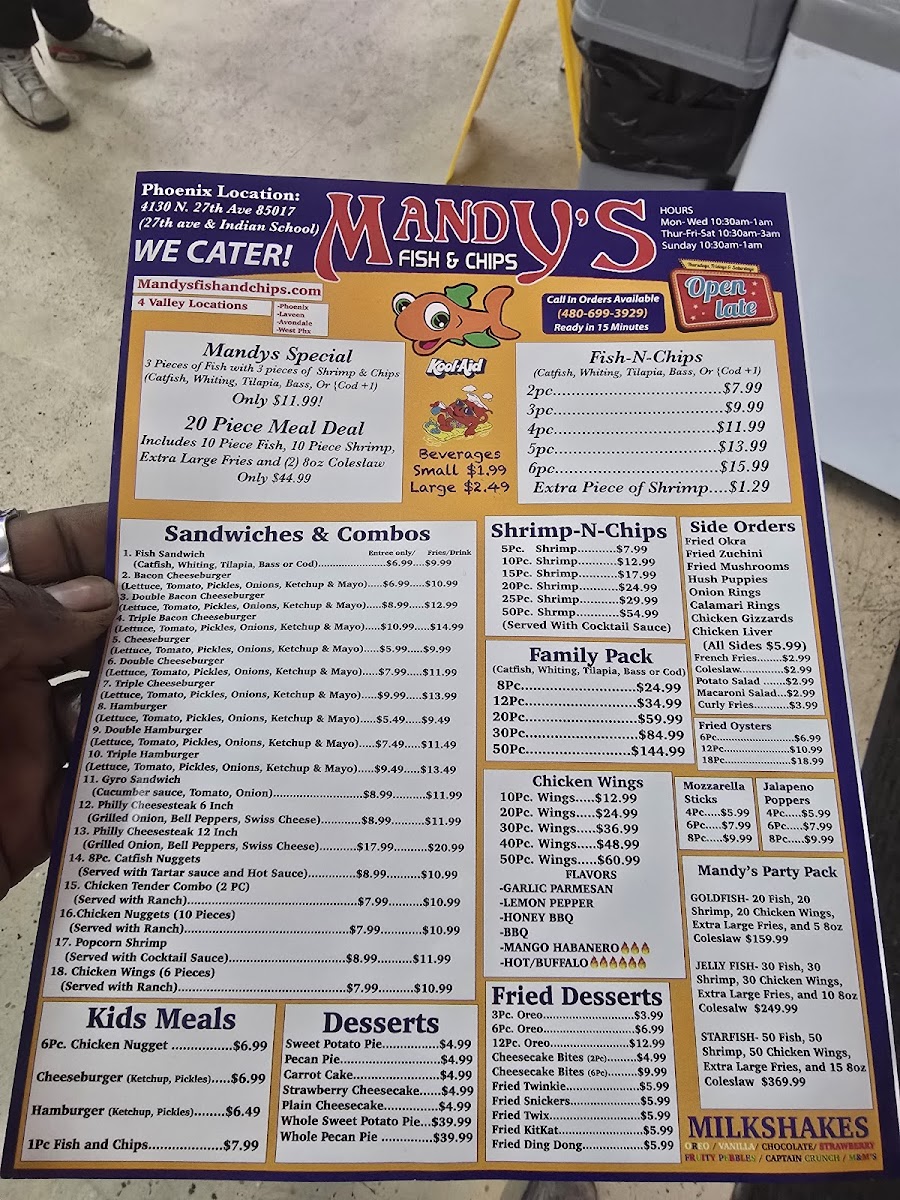 Phoenix Location:
4130 N. 27th Ave 85017
(27th ave & Indian School)
WE CATER!
MANDY'S
FISH & CHIPS
HOURS
Mon- Wed 10:30am-1am
Thur-Fri-Sat 10:30am-3am
Sunday 10:30am-1am
Mandysfishandchips.com
4 Valley Locations
-Phoenix
-Laveen
-Avondale
-West Phx
Call In Orders Available
(480-699-3929)
Ready in 15 Minutes
Thursdays, Fridays & Saturdays
Open
late
Mandys Special
3 Pieces of Fish with 3 pieces of Shrimp & Chips
(Catfish, Whiting, Tilapia, Bass, Or {Cod +1)
Only $11.99!
20 Piece Meal Deal
Includes 10 Piece Fish, 10 Piece Shrimp,
Extra Large Fries and (2) 8oz Coleslaw
Only $44.99
Kool-Aid
Beverages
Small $1.99
Large $2.49
Fish-N-Chips
(Catfish, Whiting, Tilapia, Bass, Or {Cod +1)
2pc.................................$7.99
3pc.................................$9.99
4pc.................................$11.99
5pc.................................$13.99
6pc.................................$15.99
Extra Piece of Shrimp....$1.29
Sandwiches & Combos
Entree only/ Fries/Drink
1. Fish Sandwich
(Catfish, Whiting, Tilapia, Bass or Cod)....................$6.99....$9.99
2. Bacon Cheeseburger
(Lettuce, Tomato, Pickles, Onions, Ketchup & Mayo).....$6.99.....$10.99
3. Double Bacon Cheeseburger
(Lettuce, Tomato, Pickles, Onions, Ketchup & Mayo).....$8.99.....$12.99
4. Triple Bacon Cheeseburger
(Lettuce, Tomato, Pickles, Onions, Ketchup & Mayo).....$10.99.....$14.99
5. Cheeseburger
(Lettuce, Tomato, Pickles, Onions, Ketchup & Mayo).....$5.99.....$9.99
6. Double Cheeseburger
(Lettuce, Tomato, Pickles, Onions, Ketchup & Mayo).....$7.99.....$11.99
7. Triple Cheeseburger
(Lettuce, Tomato, Pickles, Onions, Ketchup & Mayo).....$9.99.....$13.99
8. Hamburger
(Lettuce, Tomato, Pickles, Onions, Ketchup & Mayo).....$5.49.....$9.49
9. Double Hamburger
(Lettuce, Tomato, Pickles, Onions, Ketchup & Mayo).....$7.49.....$11.49
10. Triple Hamburger
(Lettuce, Tomato, Pickles, Onions, Ketchup & Mayo).....$9.49.....$13.49
11. Gyro Sandwich
(Cucumber sauce, Tomato, Onion).....................$8.99..........$11.99
12. Philly Cheesesteak 6 Inch
(Grilled Onion, Bell Peppers, Swiss Cheese)..........$8.99.........$11.99
13. Philly Cheesesteak 12 Inch
(Grilled Onion, Bell Peppers, Swiss Cheese)..........$17.99.........$20.99
14. 8Pc. Catfish Nuggets
(Served with Tartar sauce and Hot Sauce)............$8.99.........$10.99
15. Chicken Tender Combo (2 PC)
(Served with Ranch).......................................$7.99.........$10.99
16.Chicken Nuggets (10 Pieces)
(Served with Ranch).......................................$7.99..........$10.99
17. Popcorn Shrimp
(Served with Cocktail Sauce)...........................$8.99.........$11.99
18. Chicken Wings (6 Pieces)
(Served with Ranch).......................................$7.99.........$10.99
Shrimp-N-Chips
5Pc. Shrimp...........$7.99
10Pc. Shrimp...........$12.99
15Pc. Shrimp...........$17.99
20Pc. Shrimp...........$24.99
25Pc. Shrimp...........$29.99
50Pc. Shrmp...........$54.99
(Served With Cocktail Sauce)
Family Pack
(Catfish, Whiting, Tilapia, Bass or Cod)
8Pc...........................$24.99
12Pc...........................$34.99
20Pc...........................$59.99
30Pc...........................$84.99
50Pc...........................$144.99
Chicken Wings
10Pc. Wings.....$12.99
20Pc. Wings.....$24.99
30Pc. Wings.....$36.99
40Pc. Wings.....$48.99
50Pc. Wings.....$60.99
FLAVORS
-GARLIC PARMESAN
-LEMON PEPPER
-HONEY BBQ
-BBQ
-MANGO HABANERO
-HOT/BUFFALO
Side Orders
Fried Okra
Fried Zuchini
Fried Mushrooms
Hush Puppies
Onion Rings
Calamari Rings
Chicken Gizzards
Chicken Liver
(All Sides $5.99)
French Fries........$2.99
Coleslaw..............$2.99
Potato Salad .......$2.99
Macaroni Salad...$2.99
Curly Fries..........$3.99
Fried Oysters
6Pc.....................$6.99
12Pc.....................$10.99
18Pc.....................$18.99
Mozzarella
Sticks
4Pc.....$5.99
6Pc.....$7.99
8Pc.....$9.99
Jalapeno
Poppers
4Pc.....$5.99
6Pc.....$7.99
8Pc.....$9.99
Mandy's Party Pack
GOLDFISH- 20 Fish, 20
Shrimp, 20 Chicken Wings,
Extra Large Fries, and 5 8oz
Coleslaw $159.99
JELLY FISH- 30 Fish, 30
Shrimp, 30 Chicken Wings,
Extra Large Fries, and 10 8oz
Colesalw $249.99
STARFISH- 50 Fish, 50
Shrimp, 50 Chicken Wings,
Extra Large Fries, and 15 8oz
Coleslaw $369.99
Kids Meals
6Pc. Chicken Nugget ..............$6.99
Cheeseburger (Ketchup, Pickles).....$6.99
Hamburger (Ketchup, Pickles).......$6.49
1Pc Fish and Chips..................$7.99
Desserts
Sweet Potato Pie.............$4.99
Pecan Pie.......................$4.99
Carrot Cake....................$4.99
Strawberry Cheesecake.....$4.99
Plain Cheesecake.............$4.99
Whole Sweet Potato Pie...$39.99
Whole Pecan Pie ............$39.99
Fried Desserts
3Pc. Oreo.....................$3.99
6Pc. Oreo.....................$6.99
12Pc. Oreo....................$12.99
Cheesecake Bites (2Pc)........$4.99
Cheesecake Bites (6Pc)........$9.99
Fried Twinkie..................$5.99
Fried Snickers.................$5.99
Fried Twix......................$5.99
Fried KitKat....................$5.99
Fried Ding Dong..............$5.99
MILKSHAKES
OREO / VANILLA/ CHOCOLATE/ STRAWBERRY
FRUITY PEBBLES / CAPTAIN CRUNCH / M&M'S